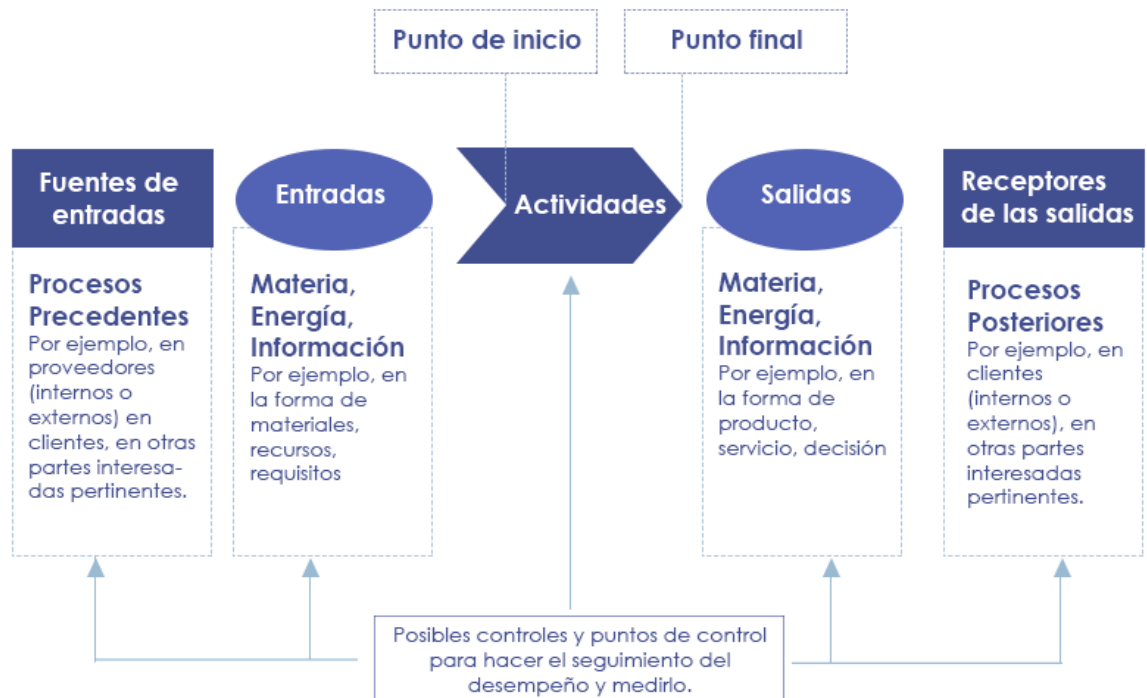 Punto de inicio
Punto final
Fuentes de
entradas
Entradas
Actividades
Salidas
Receptores
de las salidas
Procesos
Precedentes
Por ejemplo, en
proveedores
(internos o
externos) en
clientes, en otras
partes interesa-
das pertinentes.
Materia,
Energía,
Información
Por ejemplo, en
la forma de
materiales,
recursos,
requisitos
Materia,
Energía,
Información
Por ejemplo, en
la forma de
producto,
servicio, decisión
Procesos
Posteriores
Por ejemplo, en
clientes
(internos o
externos), en
otras partes
interesadas
pertinentes.
Posibles controles y puntos de control
para hacer el seguimiento del
desempeño y medirlo.